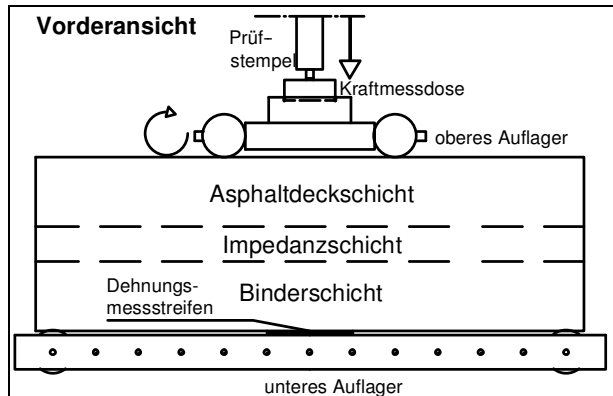 Vorderansicht
Prüf-
stempel
Kraftmessdose
oberes Auflager
Asphaltdeckschicht
Impedanzschicht
Dehnungs-
messstreifen
Binderschicht
unteres Auflager